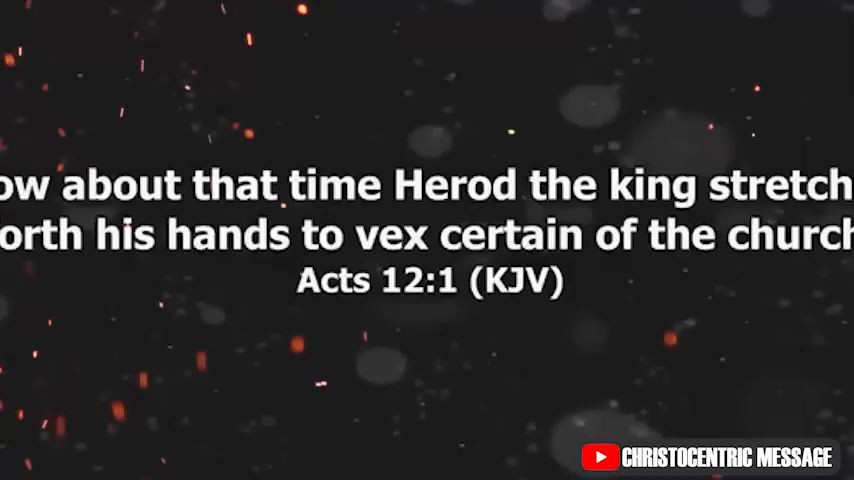 ow about that time Herod the king stretch
orth his hands to vex certain of the church
Acts 12:1 (KJV)
CHRISTOCENTRIC MESSAGE